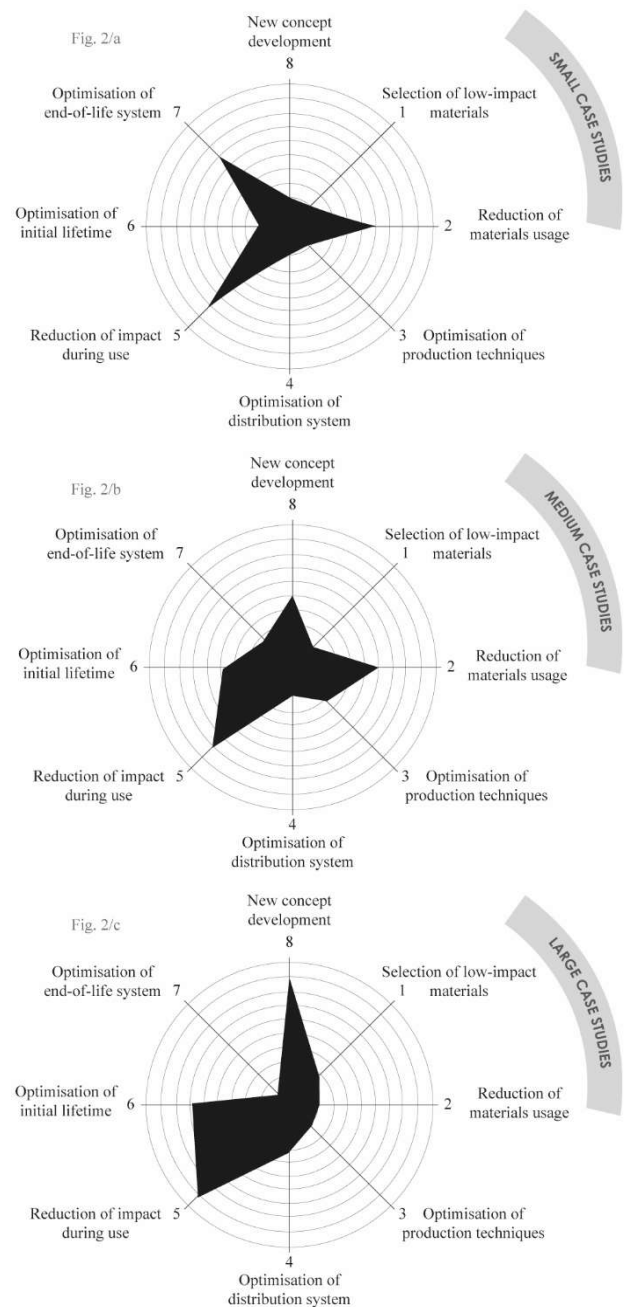 Fig. 2/a
New concept
development
8
Optimisation of
end-of-life system
7
Selection of low-impact
1
materials
SMALL CASE STUDIES
Optimisation of
initial lifetime
6
2
Reduction of
materials usage
Reduction of impact
during use
5
3
Optimisation of
production techniques
4
Optimisation of
distribution system
Fig. 2/b
New concept
development
8
Optimisation of
end-of-life system
7
Selection of low-impact
1
materials
MEDIUM CASE STUDIES
Optimisation of
initial lifetime
6
2
Reduction of
materials usage
Reduction of impact
during use
5
3
Optimisation of
production techniques
4
Optimisation of
distribution system
Fig. 2/c
New concept
development
8
Optimisation of
end-of-life system
7
Selection of low-impact
1
materials
LARGE CASE STUDIES
Optimisation of
initial lifetime
6
2
Reduction of
materials usage
Reduction of impact
during use
5
3
Optimisation of
production techniques
4
Optimisation of
distribution system